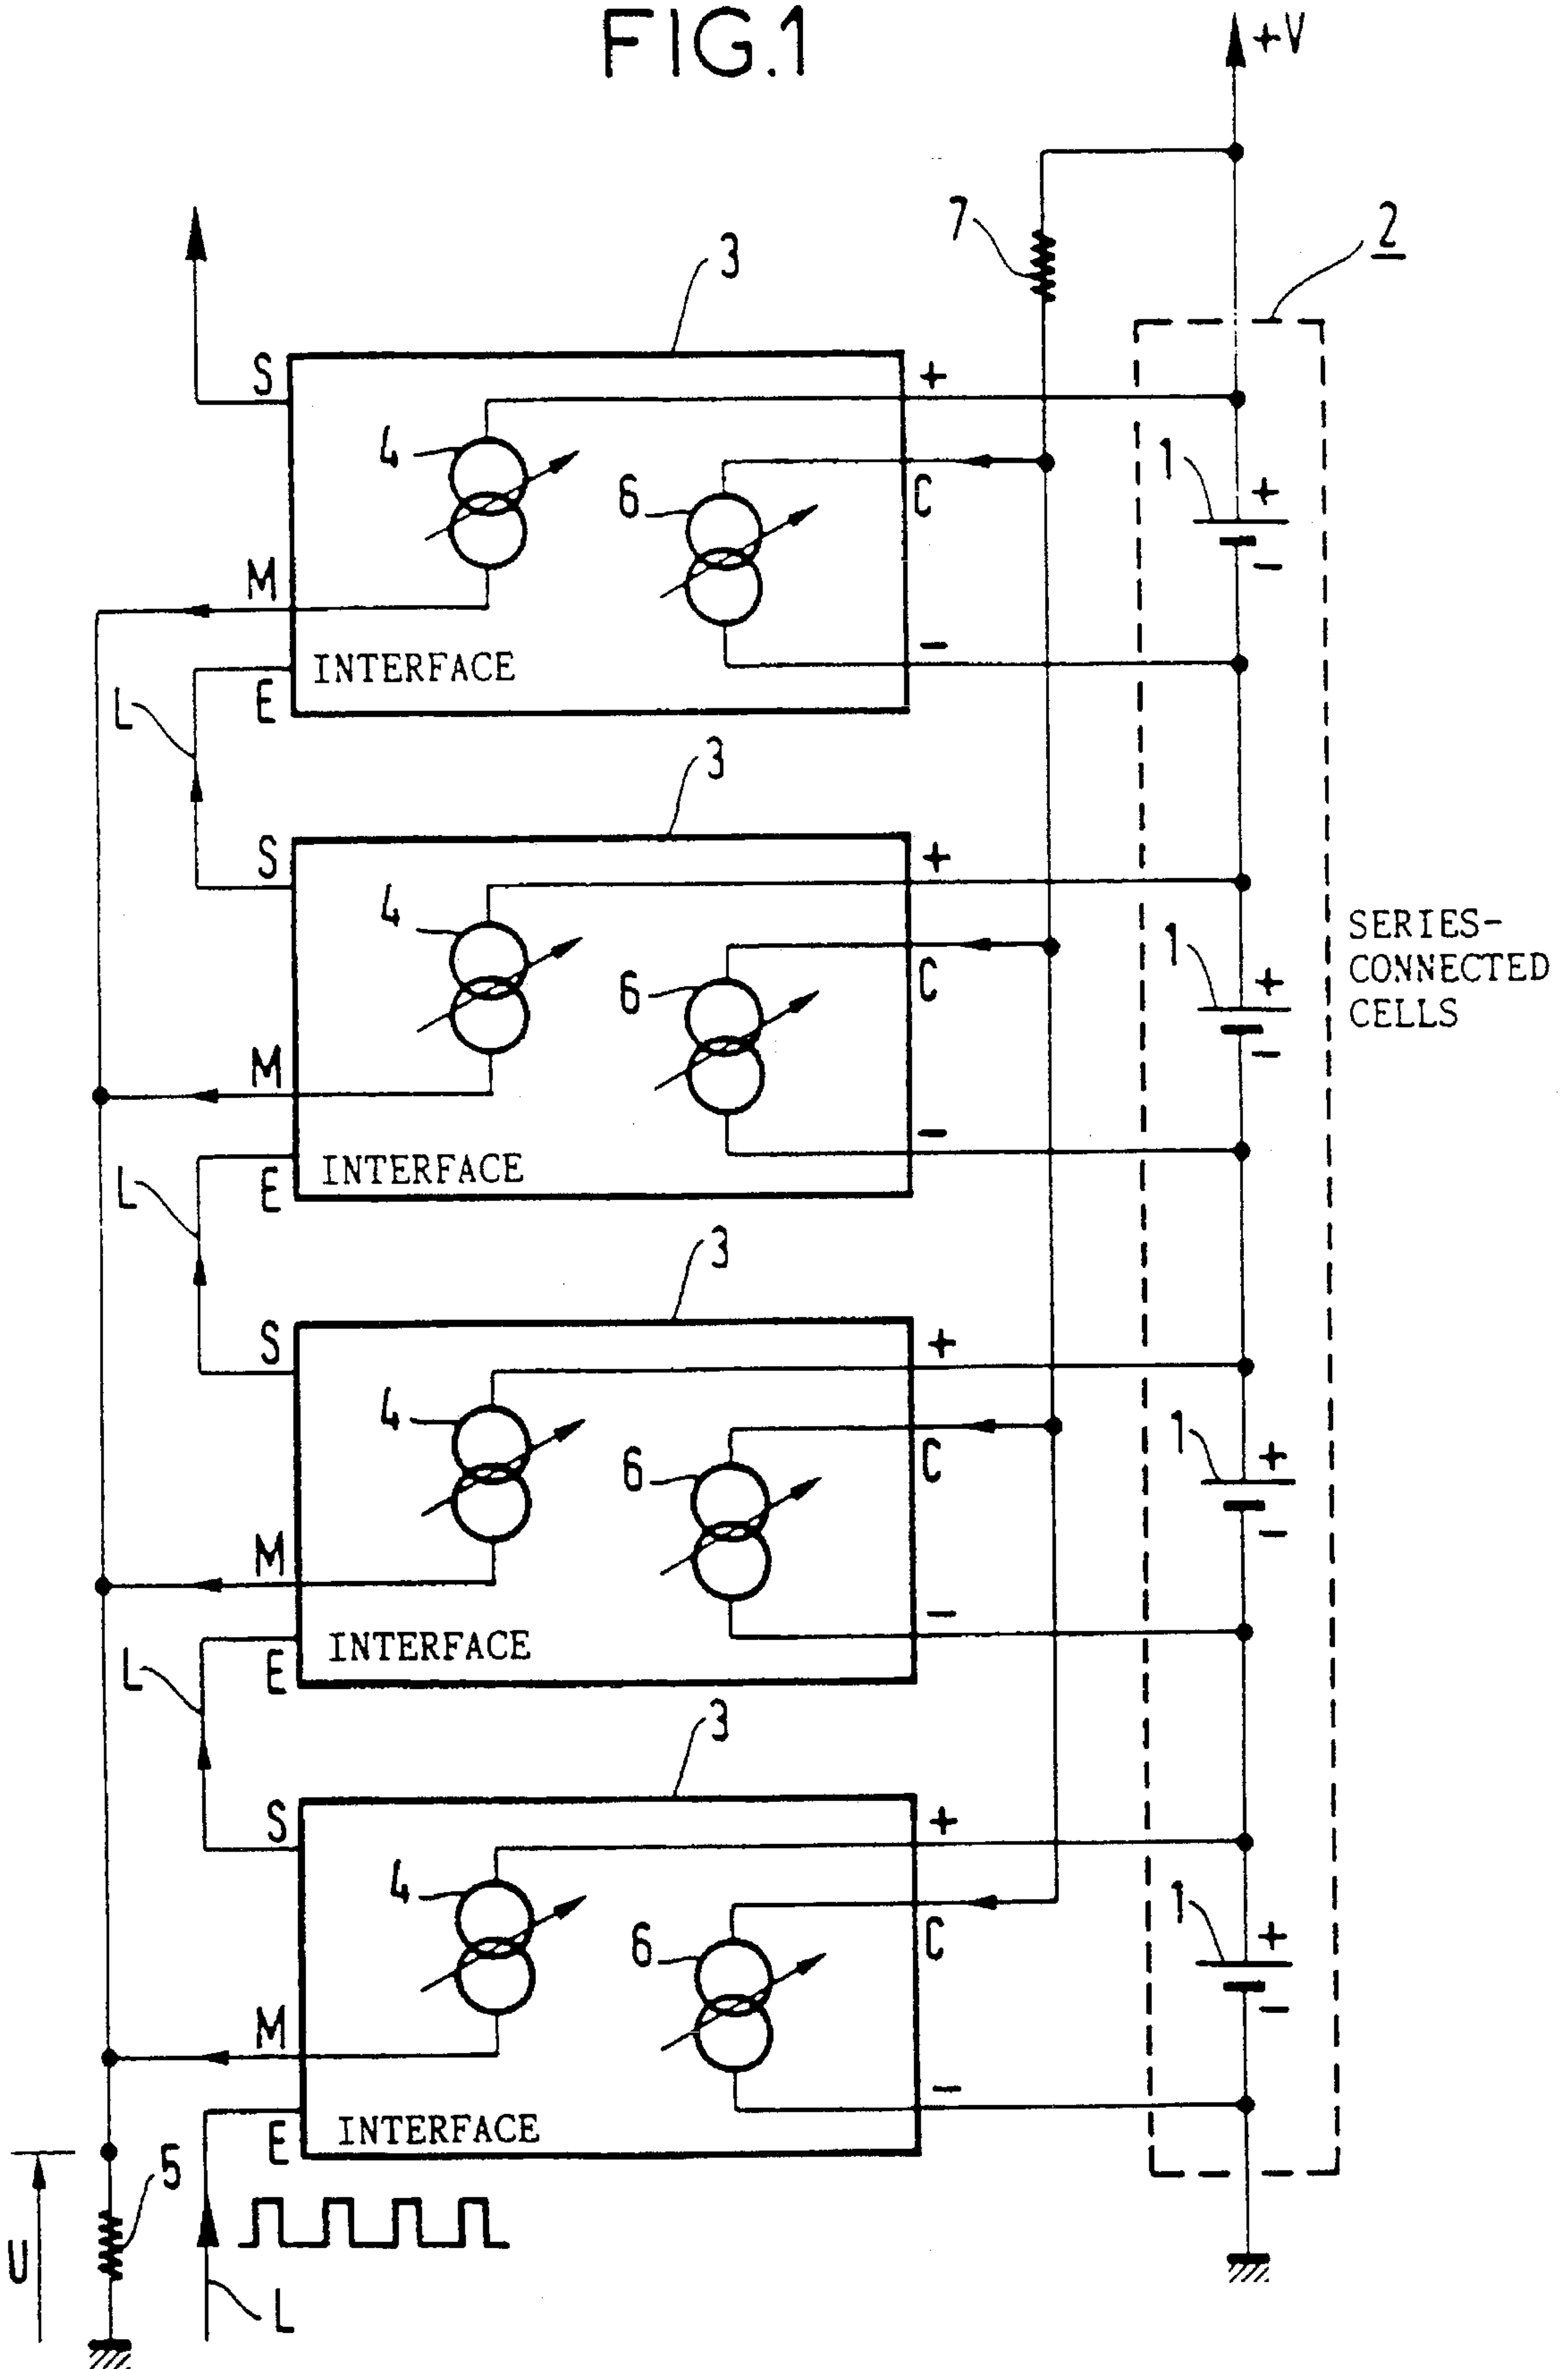 FIG.1
+V
7
2
3
S
+
4
6
C
1
+
-
M
-
INTERFACE
E
L
3
S
+
4
6
C
1
+
-
SERIES-
CONNECTED
CELLS
M
-
INTERFACE
E
L
3
S
+
4
6
C
1
+
-
M
-
INTERFACE
E
L
3
S
+
4
6
C
1
+
-
M
-
INTERFACE
E
5
U
L